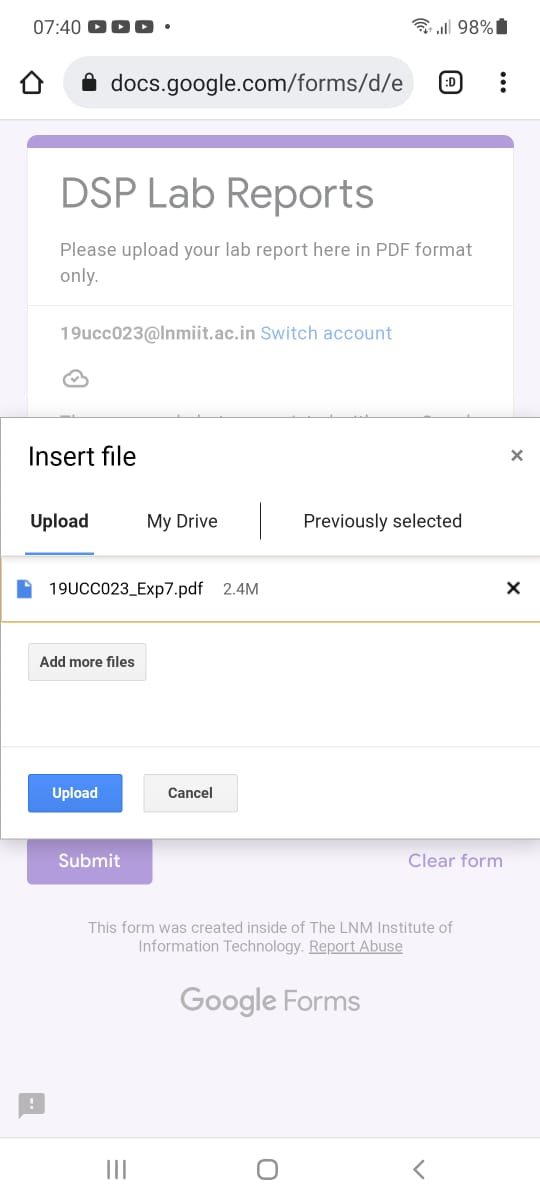 07:40
98%
docs.google.com/forms/d/e
:D
DSP Lab Reports
Please upload your lab report here in PDF format
only.
19ucc023@lnmiit.ac.in Switch account
Insert file
Upload
My Drive
Previously selected
19UCC023_Exp7.pdf 2.4M
Add more files
Upload
Cancel
Submit
Clear form
This form was created inside of The LNM Institute of
Information Technology. Report Abuse
Google Forms